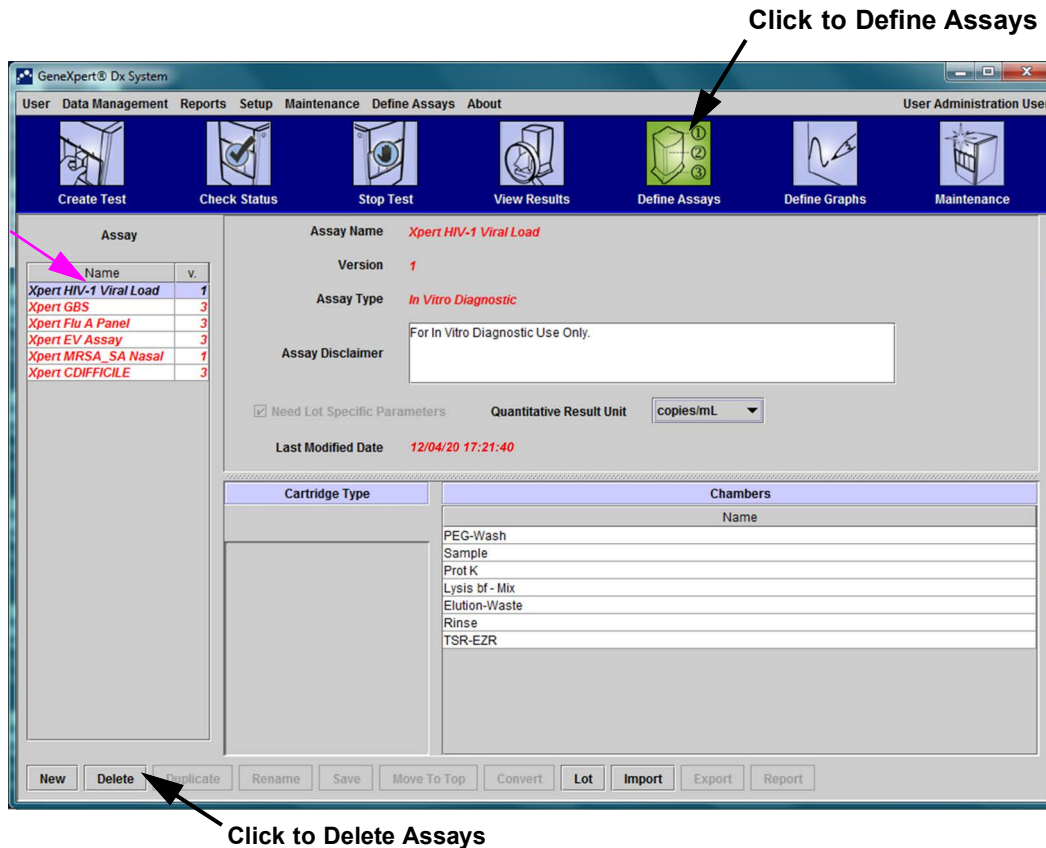 Click to Define Assays
GeneXpert® Dx System
User Data Management Reports Setup Maintenance Define Assays About User Administration User
Create Test Check Status Stop Test View Results Define Assays Define Graphs Maintenance
Assay
Name v.
Xpert HIV-1 Viral Load 1
Xpert GBS 3
Xpert Flu A Panel 3
Xpert EV Assay 3
Xpert MRSA_SA Nasal 1
Xpert CDIFFICILE 3
Assay Name Xpert HIV-1 Viral Load
Version 1
Assay Type In Vitro Diagnostic
Assay Disclaimer For In Vitro Diagnostic Use Only.
Need Lot Specific Parameters Quantitative Result Unit copies/mL
Last Modified Date 12/04/20 17:21:40
Cartridge Type Chambers
Name
PEG-Wash
Sample
Prot K
Lysis bf - Mix
Elution-Waste
Rinse
TSR-EZR
New Delete Duplicate Rename Save Move To Top Convert Lot Import Export Report
Click to Delete Assays